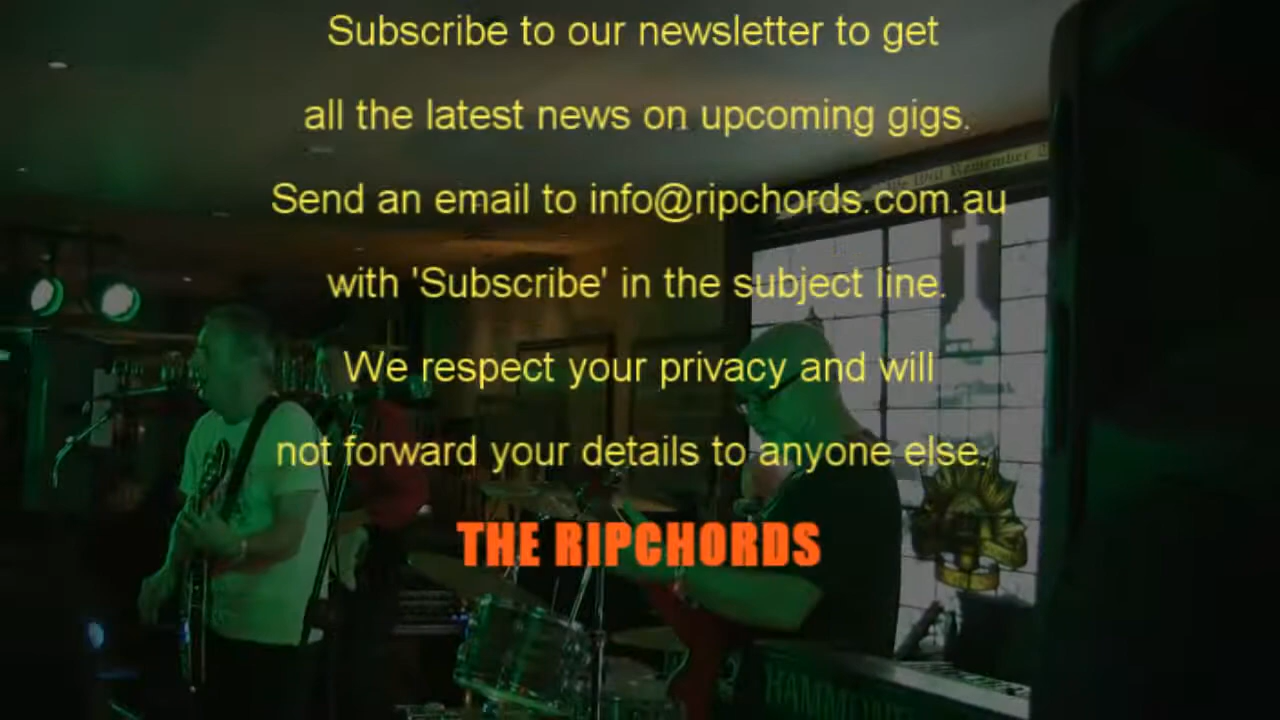 Subscribe to our newsletter to get
all the latest news on upcoming gigs.
Send an email to info@ripchords.com.au
with 'Subscribe' in the subject line.
We respect your privacy and will
not forward your details to anyone else.
THE RIPCHORDS
Remember
HAMMOND